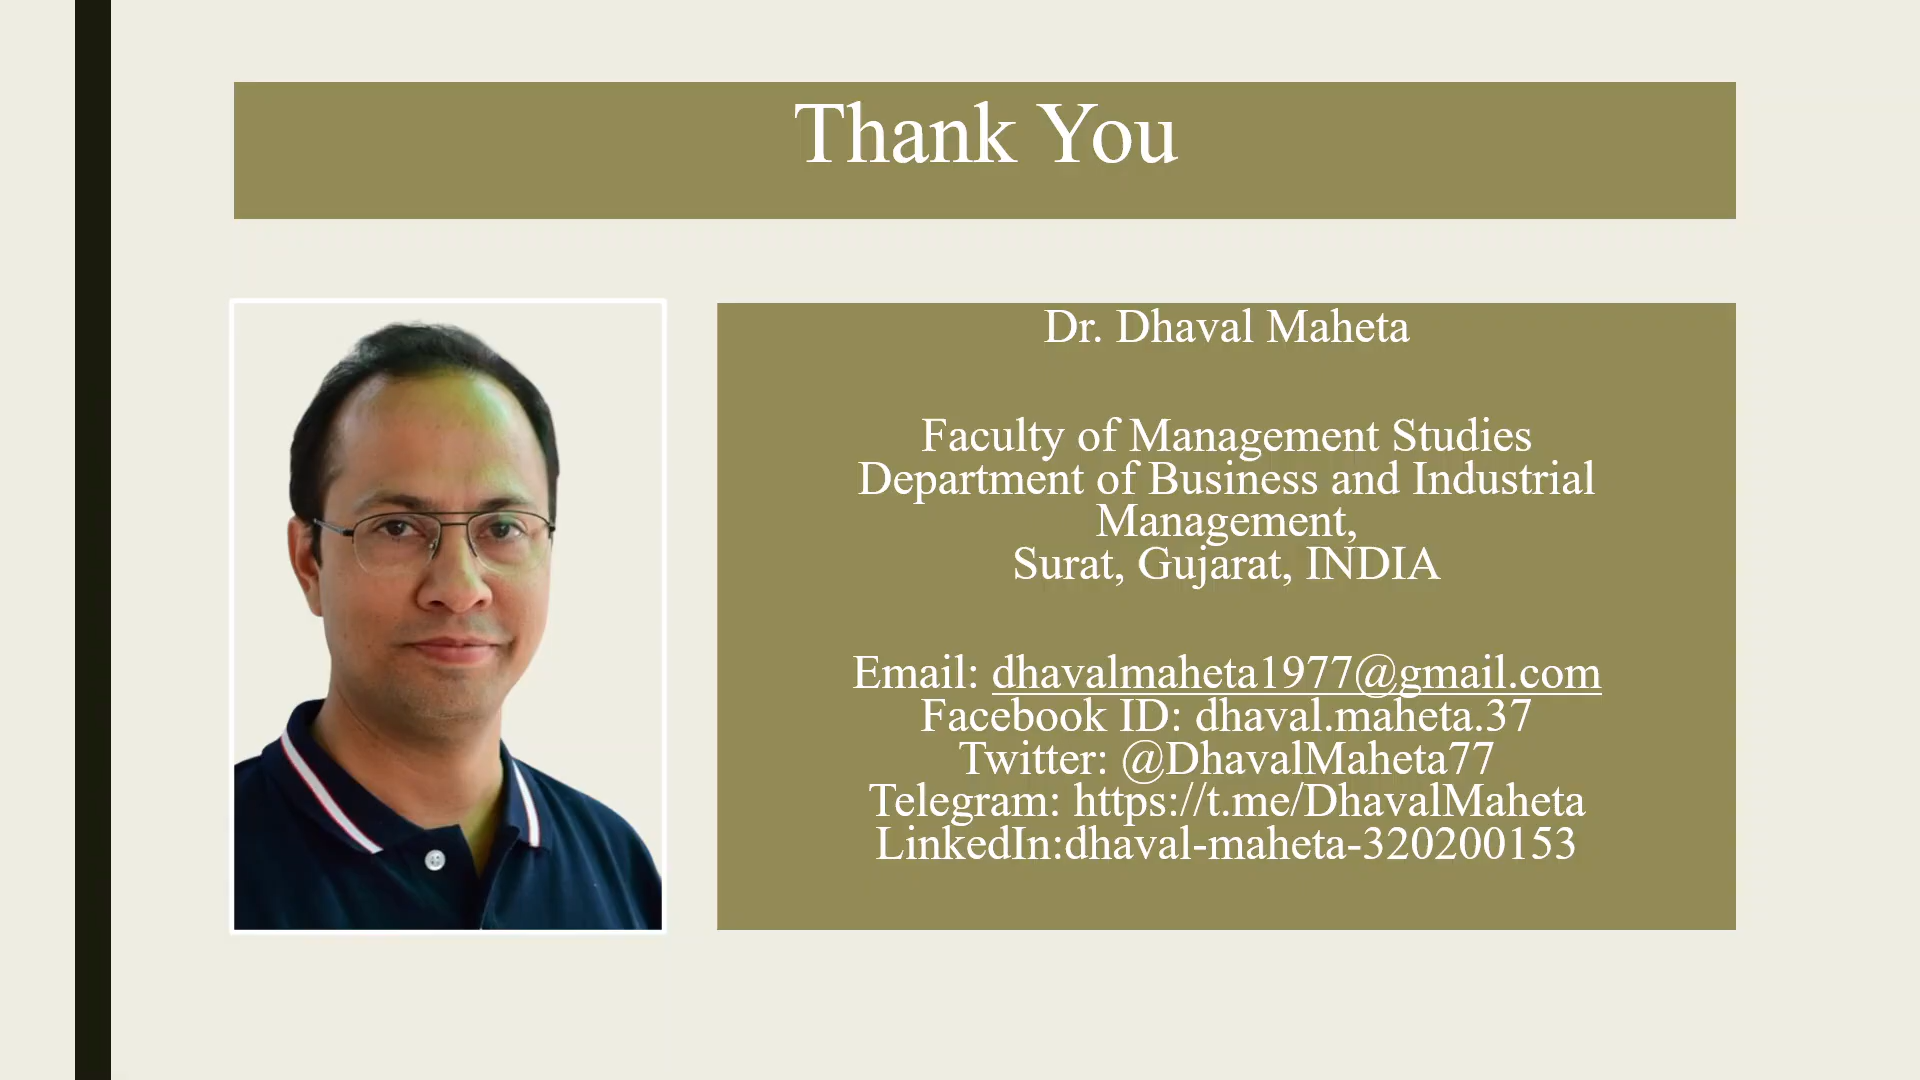 Thank You
Dr. Dhaval Maheta
Faculty of Management Studies
Department of Business and Industrial
Management,
Surat, Gujarat, INDIA
Email: dhavalmaheta1977@gmail.com
Facebook ID: dhaval.maheta.37
Twitter: @DhavalMaheta77
Telegram: https://t.me/DhavalMaheta
LinkedIn:dhaval-maheta-320200153